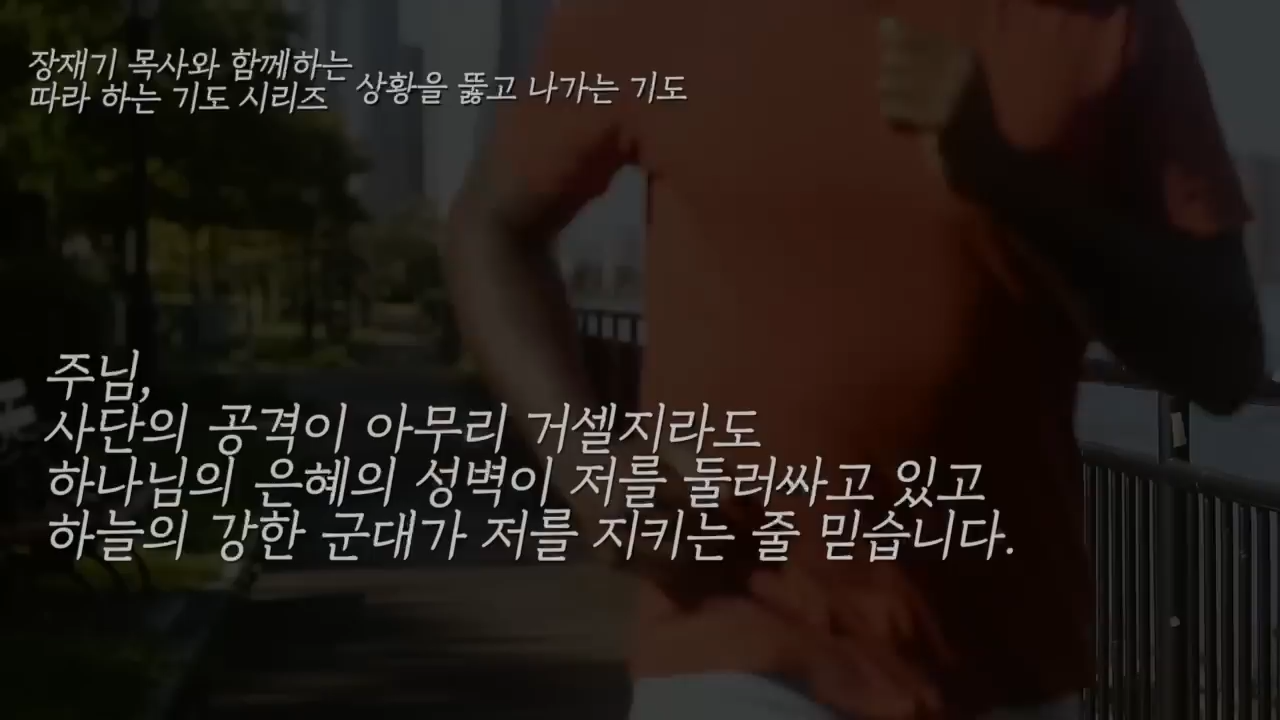 장재기 목사와 함께하는
따라 하는 기도 시리즈
상황을 뚫고 나가는 기도
주님,
사단의 공격이 아무리 거셀지라도
하나님의 은혜의 성벽이 저를 둘러싸고 있고
하늘의 강한 군대가 저를 지키는 줄 믿습니다.